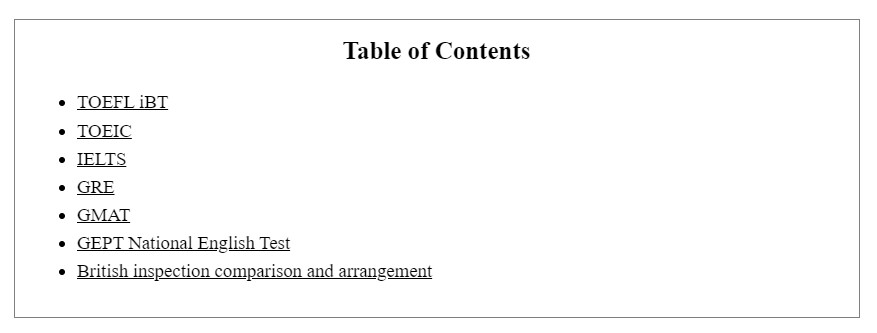 Table of Contents
TOEFL iBT
TOEIC
IELTS
GRE
GMAT
GEPT National English Test
British inspection comparison and arrangement